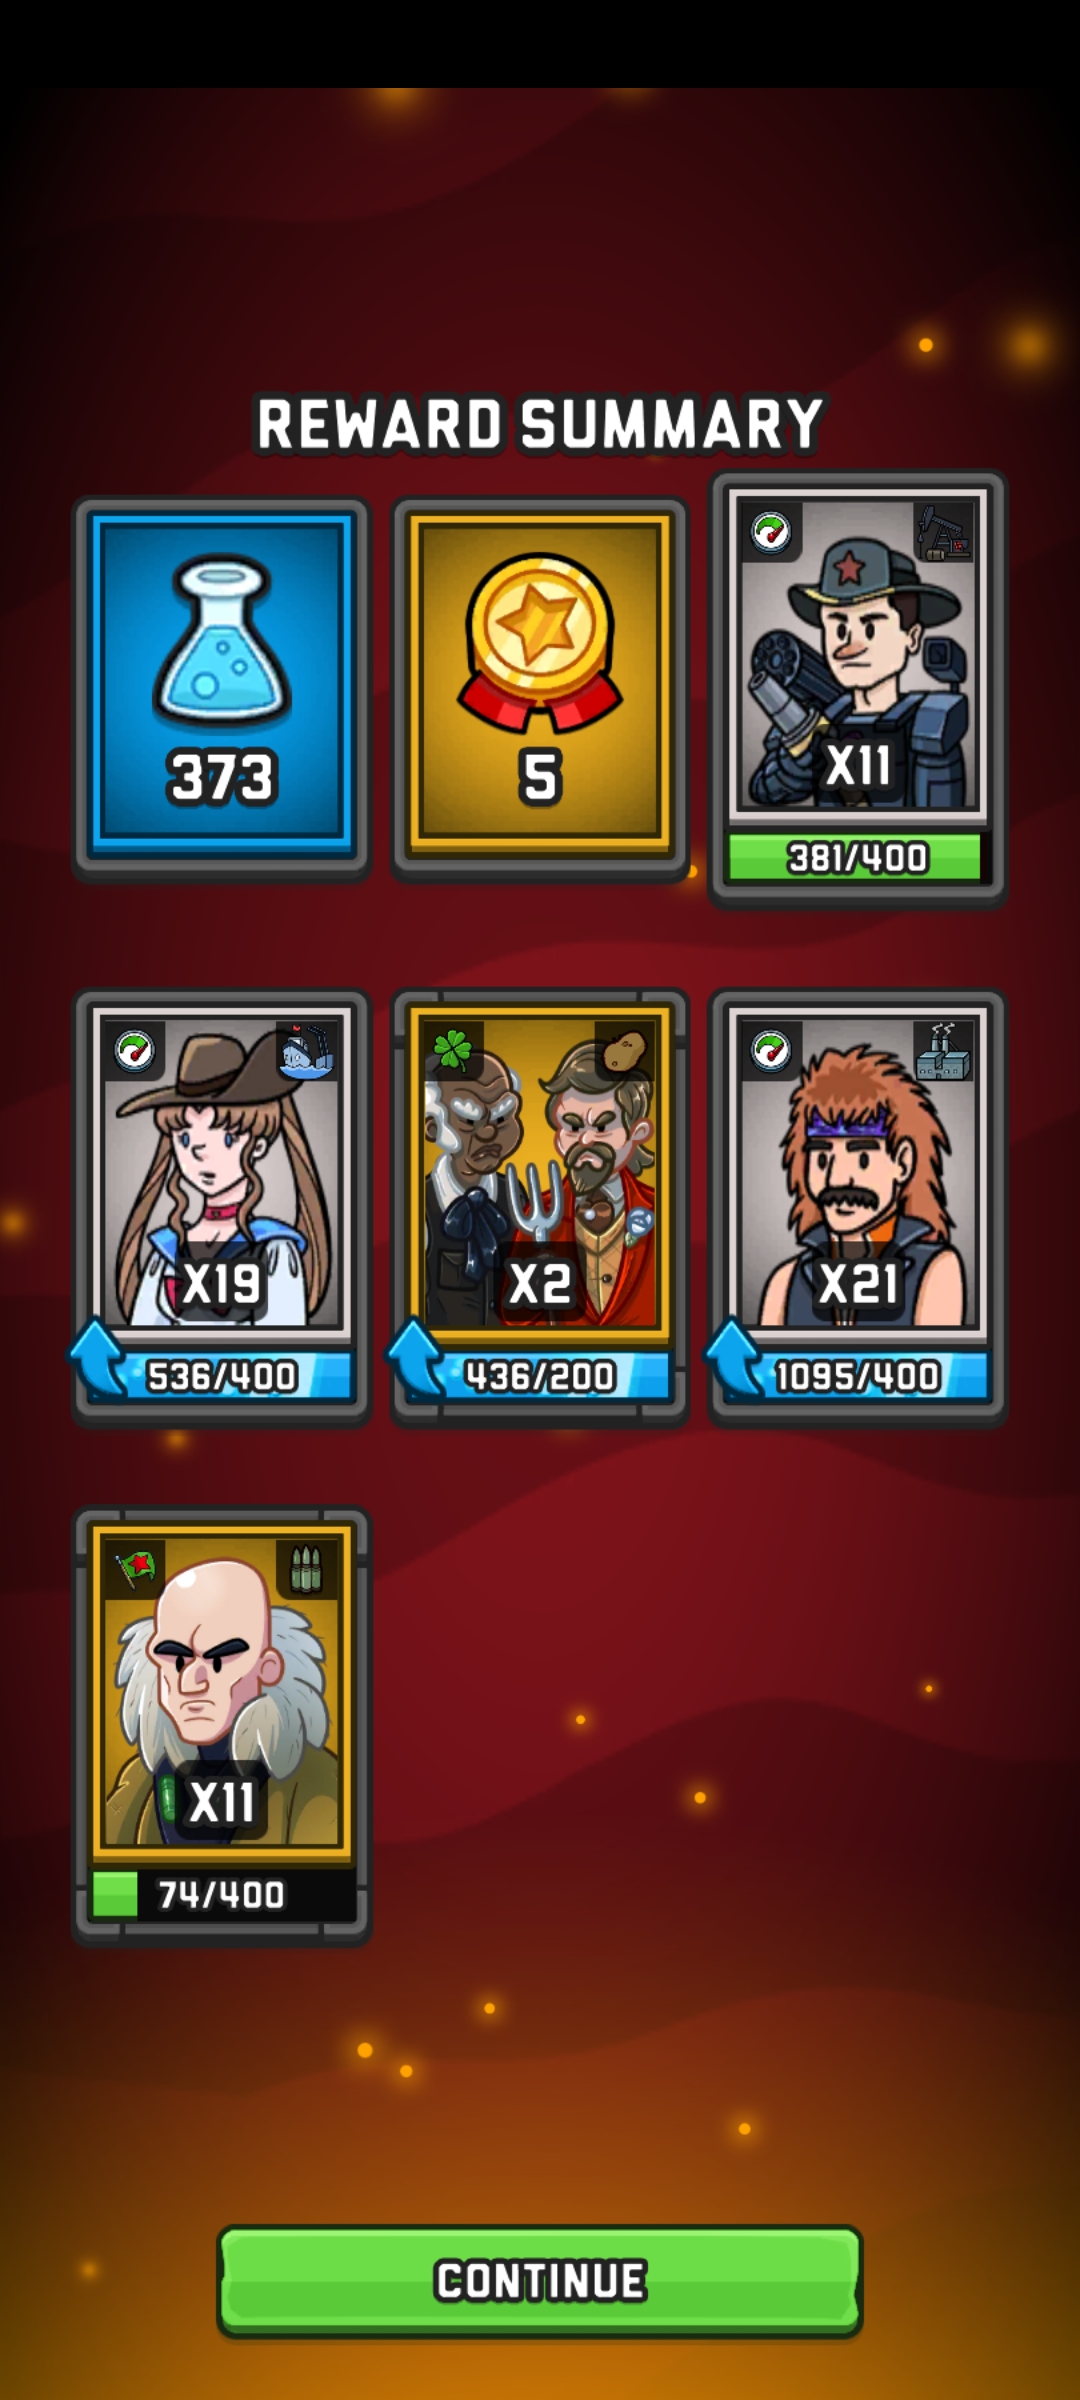 REWARD SUMMARY
373
5
X11
381/400
X19
536/400
X2
436/200
X21
1095/400
X11
74/400
CONTINUE